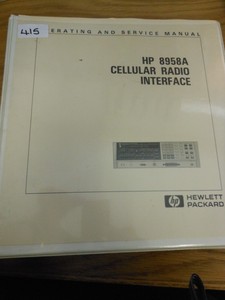 415
ERATING AND SERVICE MANUAL
HP 8958A
CELLULAR RADIO
INTERFACE
hp HEWLETT
PACKARD